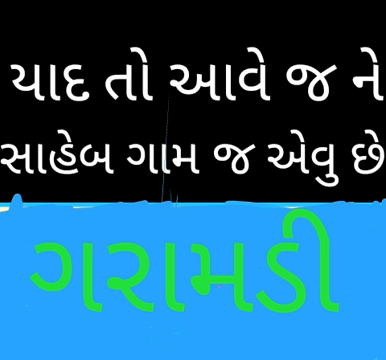 યાદ તો આવે જ ને
સાહેબ ગામ જ એવુ છે
ગરામડી